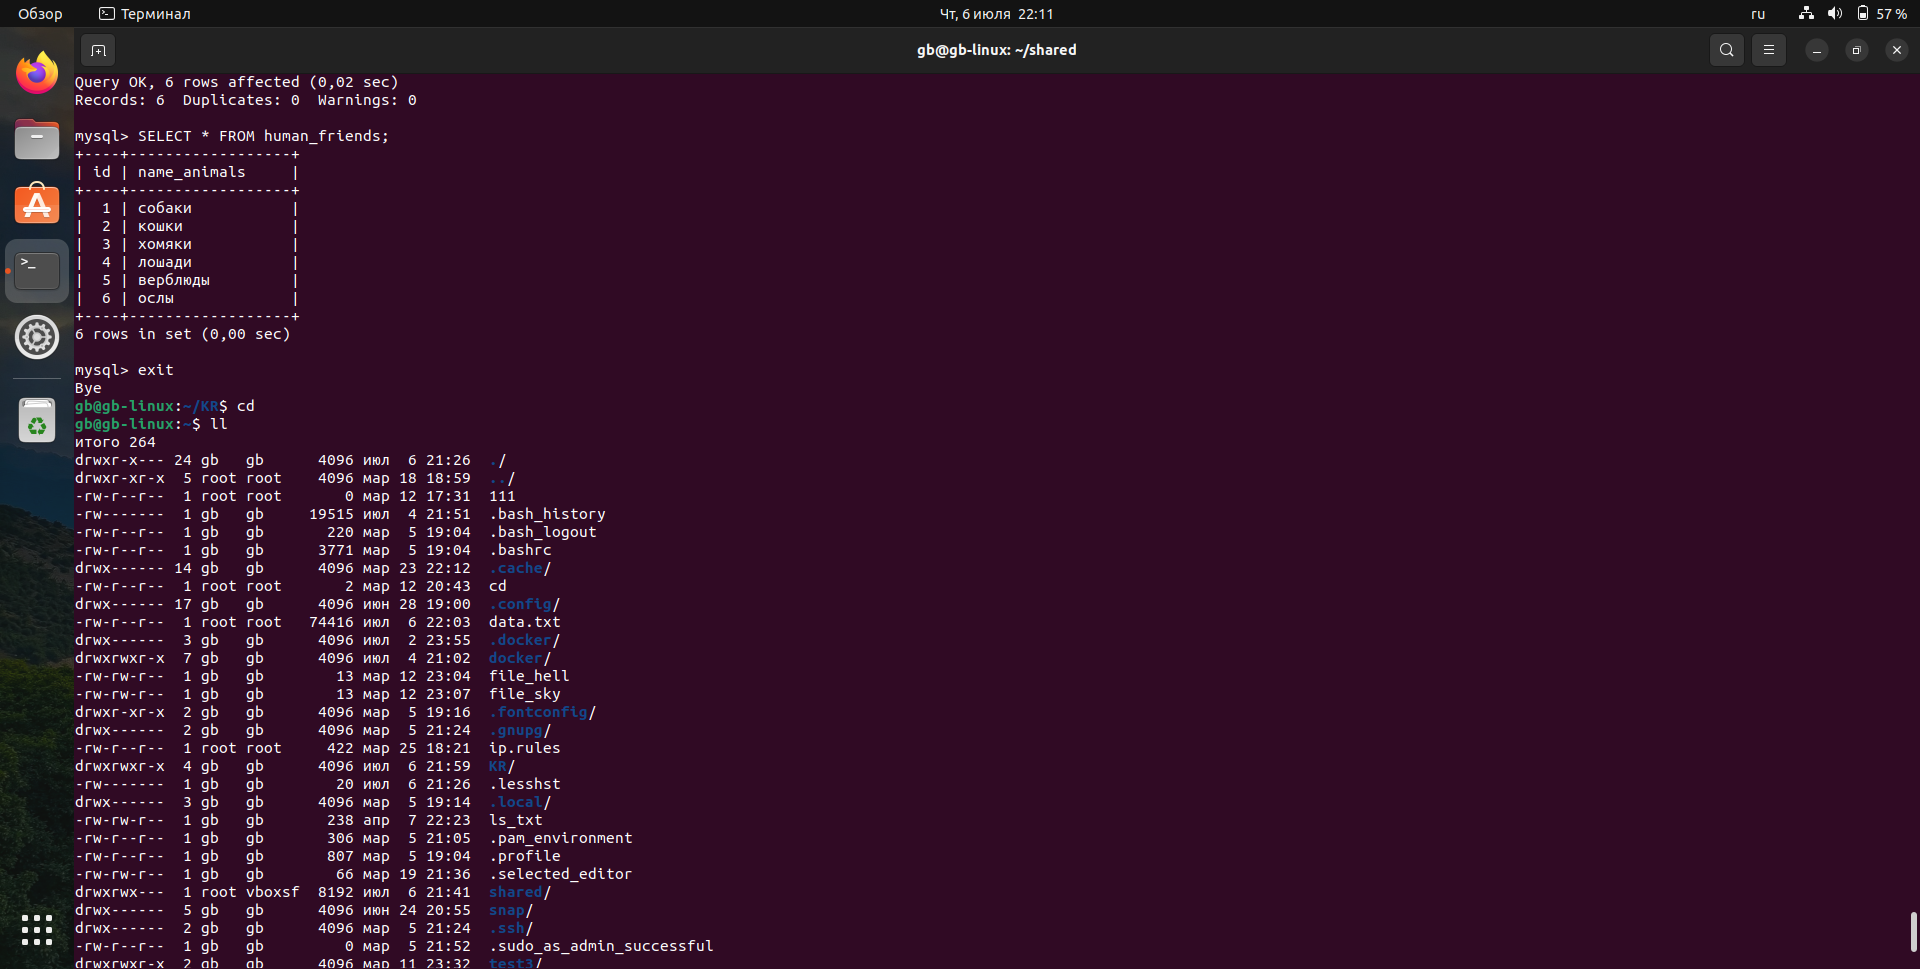 Обзор Терминал Чт, 6 июля 22:11 ru 57 %
gb@gb-linux: ~/shared
Query OK, 6 rows affected (0,02 sec)
Records: 6  Duplicates: 0  Warnings: 0
mysql> SELECT * FROM human_friends;
+----+------------------+
| id | name_animals     |
+----+------------------+
|  1 | собаки           |
|  2 | кошки            |
|  3 | хомяки           |
|  4 | лошади           |
|  5 | верблюды         |
|  6 | ослы             |
+----+------------------+
6 rows in set (0,00 sec)
mysql> exit
Bye
gb@gb-linux:~/KR$ cd
gb@gb-linux:~$ ll
итого 264
drwxr-x--- 24 gb   gb      4096 июл  6 21:26  ./
drwxr-xr-x  5 root root    4096 мар 18 18:59  ../
-rw-r--r--  1 root root       0 мар 12 17:31  111
-rw-------  1 gb   gb     19515 июл  4 21:51  .bash_history
-rw-r--r--  1 gb   gb       220 мар  5 19:04  .bash_logout
-rw-r--r--  1 gb   gb      3771 мар  5 19:04  .bashrc
drwx------ 14 gb   gb      4096 мар 23 22:12  .cache/
-rw-r--r--  1 root root       2 мар 12 20:43  cd
drwx------ 17 gb   gb      4096 июн 28 19:00  .config/
-rw-r--r--  1 root root   74416 июл  6 22:03  data.txt
drwx------  3 gb   gb      4096 июл  2 23:55  .docker/
drwxrwxr-x  7 gb   gb      4096 июл  4 21:02  docker/
-rw-rw-r--  1 gb   gb        13 мар 12 23:04  file_hell
-rw-rw-r--  1 gb   gb        13 мар 12 23:07  file_sky
drwxr-xr-x  2 gb   gb      4096 мар  5 19:16  .fontconfig/
drwx------  2 gb   gb      4096 мар  5 21:24  .gnupg/
-rw-r--r--  1 root root     422 мар 25 18:21  ip.rules
drwxrwxr-x  4 gb   gb      4096 июл  6 21:59  KR/
-rw-------  1 gb   gb        20 июл  6 21:26  .lesshst
drwx------  3 gb   gb      4096 мар  5 19:14  .local/
-rw-rw-r--  1 gb   gb       238 апр  7 22:23  ls_txt
-rw-rw-r--  1 gb   gb       306 мар  5 21:05  .pam_environment
-rw-r--r--  1 gb   gb       807 мар  5 19:04  .profile
-rw-rw-r--  1 gb   gb        66 мар 19 21:36  .selected_editor
drwxrwx---  1 root vboxsf  8192 июл  6 21:41  shared/
drwx------  5 gb   gb      4096 июн 24 20:55  snap/
drwx------  2 gb   gb      4096 мар  5 21:24  .ssh/
-rw-r--r--  1 gb   gb         0 мар  5 21:52  .sudo_as_admin_successful
drwxrwxr-x  2 gb   gb      4096 мар 11 23:32  test3/